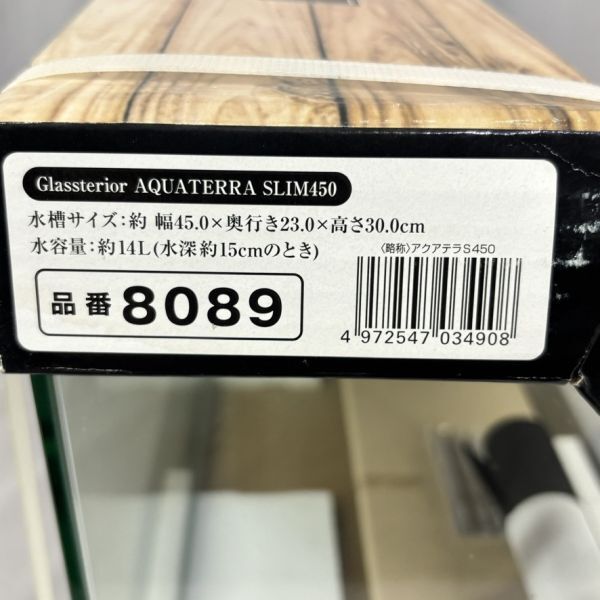 Glassterior AQUATERRA SLIM450
水槽サイズ：約 幅45.0×奥行き23.0×高さ30.0cm
水容量：約14L(水深約15cmのとき)
〈略称〉アクアテラS450
品番 8089
4 972547 034908